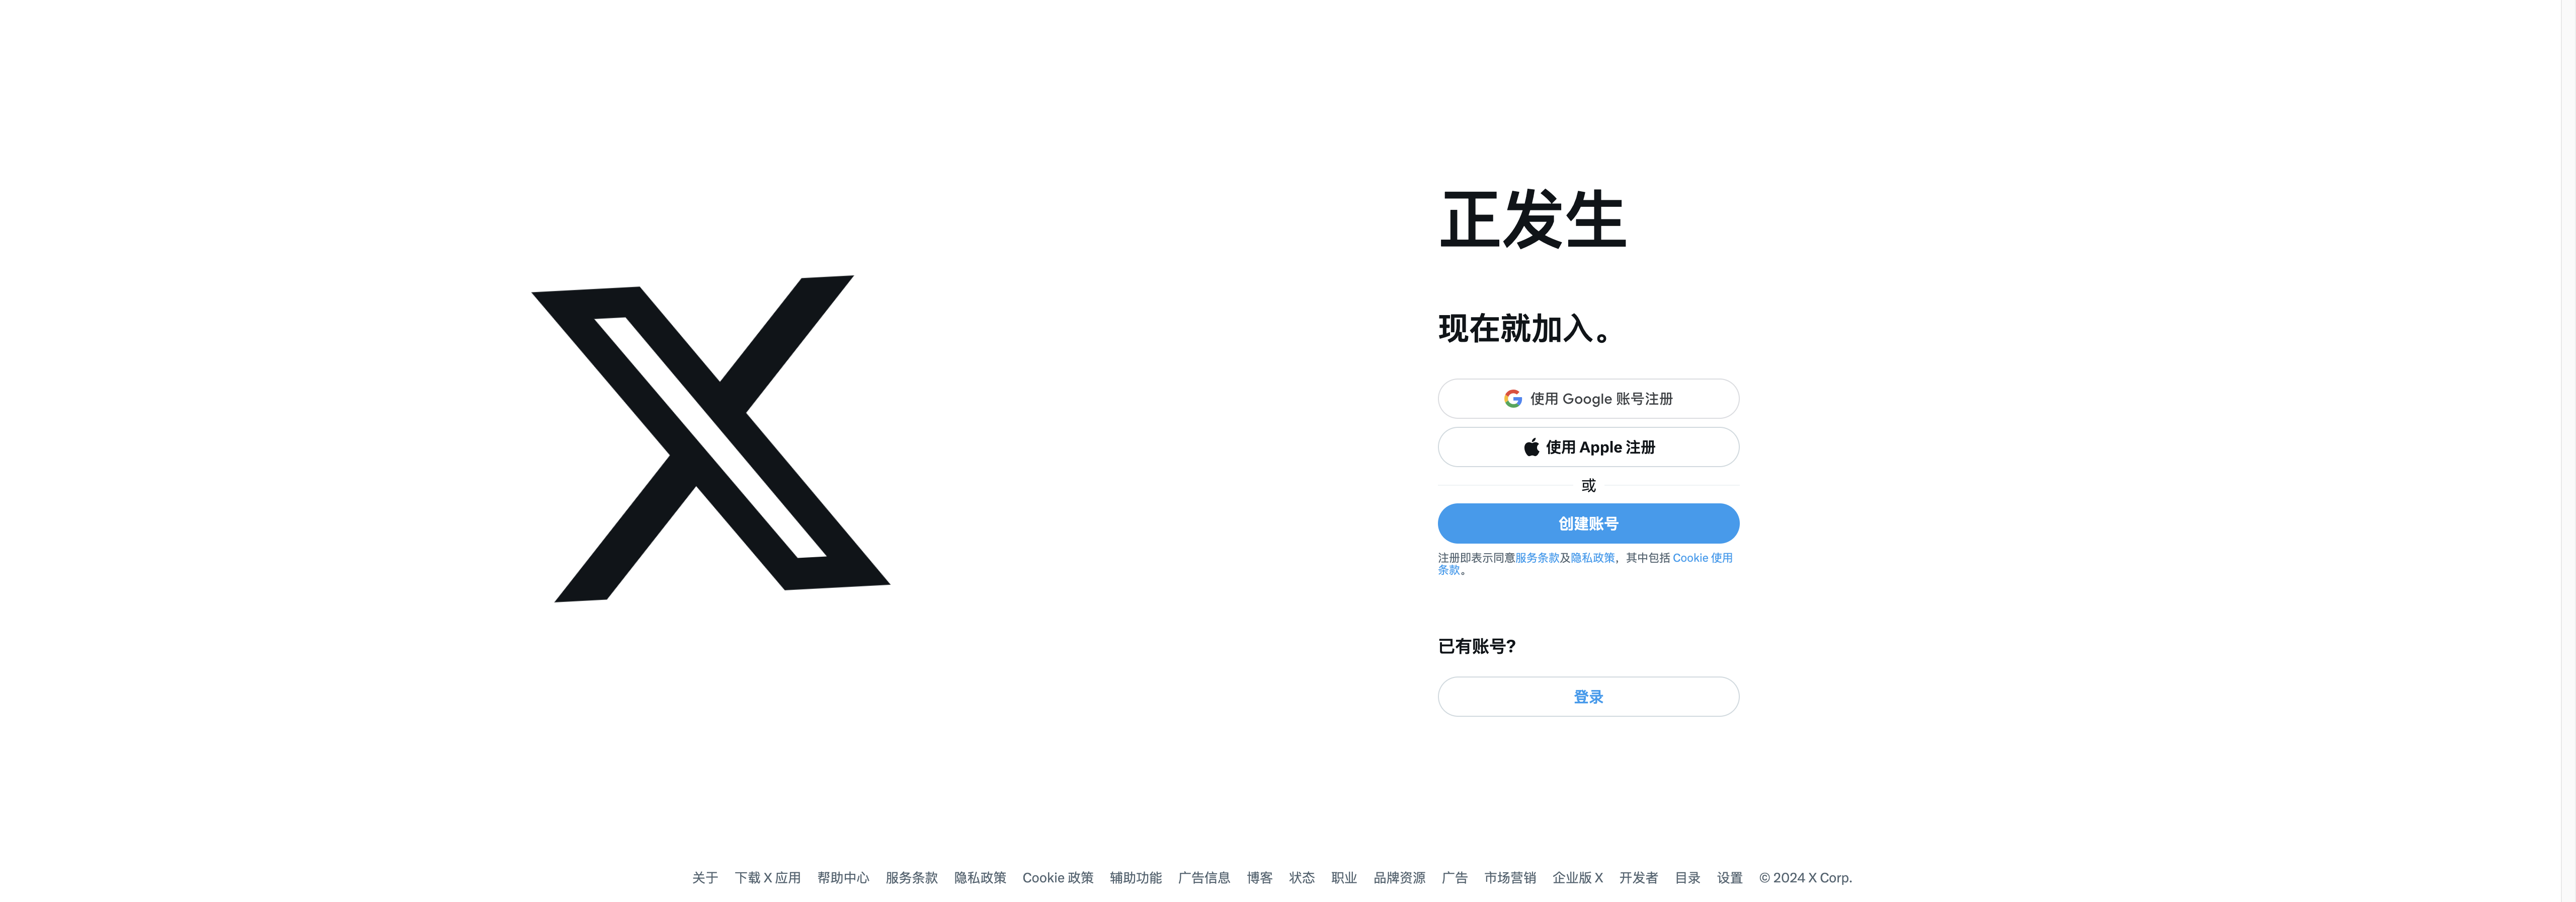 正发生
现在就加入。
使用 Google 账号注册
使用 Apple 注册
或
创建账号
注册即表示同意服务条款及隐私政策，其中包括 Cookie 使用
条款。
已有账号?
登录
关于 下载 X 应用 帮助中心 服务条款 隐私政策 Cookie 政策 辅助功能 广告信息 博客 状态 职业 品牌资源 广告 市场营销 企业版 X 开发者 目录 设置 © 2024 X Corp.